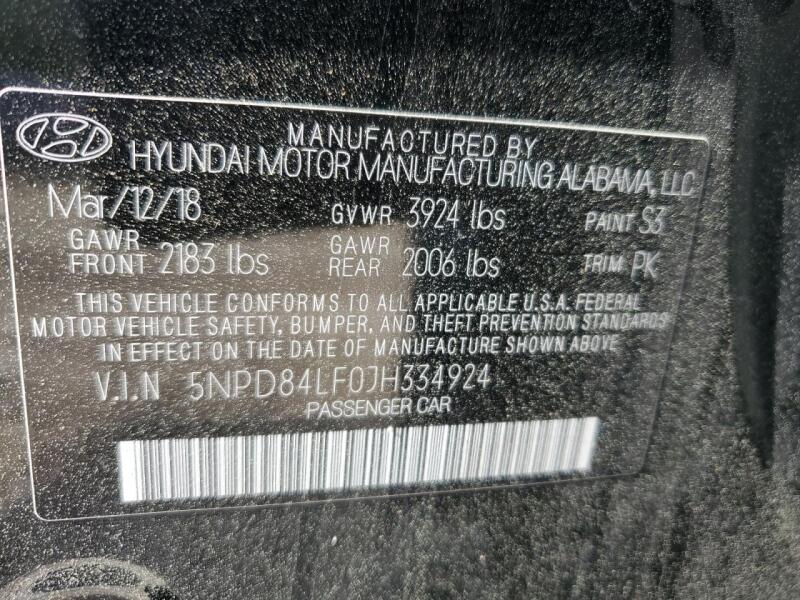 MANUFACTURED BY
HYUNDAI MOTOR MANUFACTURING ALABAMA, LLC
Mar/12/18 GVWR 3924 lbs PAINT S3
GAWR FRONT 2183 lbs GAWR REAR 2006 lbs TRIM PK
THIS VEHICLE CONFORMS TO ALL APPLICABLE U.S.A. FEDERAL
MOTOR VEHICLE SAFETY, BUMPER, AND THEFT PREVENTION STANDARDS
IN EFFECT ON THE DATE OF MANUFACTURE SHOWN ABOVE
V.I.N 5NPD84LF0JH334924
PASSENGER CAR